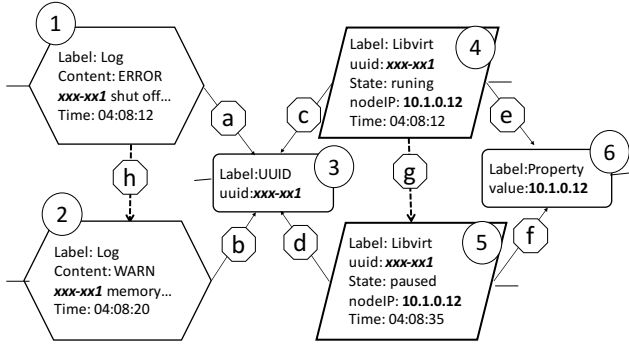 1
Label: Log
Content: ERROR
xxx-xx1 shut off...
Time: 04:08:12
a
h
2
Label: Log
Content: WARN
xxx-xx1 memory...
Time: 04:08:20
b
3
Label:UUID
uuid:xxx-xx1
c
d
4
Label: Libvirt
uuid: xxx-xx1
State: runing
nodeIP: 10.1.0.12
Time: 04:08:12
g
5
Label: Libvirt
uuid: xxx-xx1
State: paused
nodeIP: 10.1.0.12
Time: 04:08:35
e
f
6
Label:Property
value:10.1.0.12